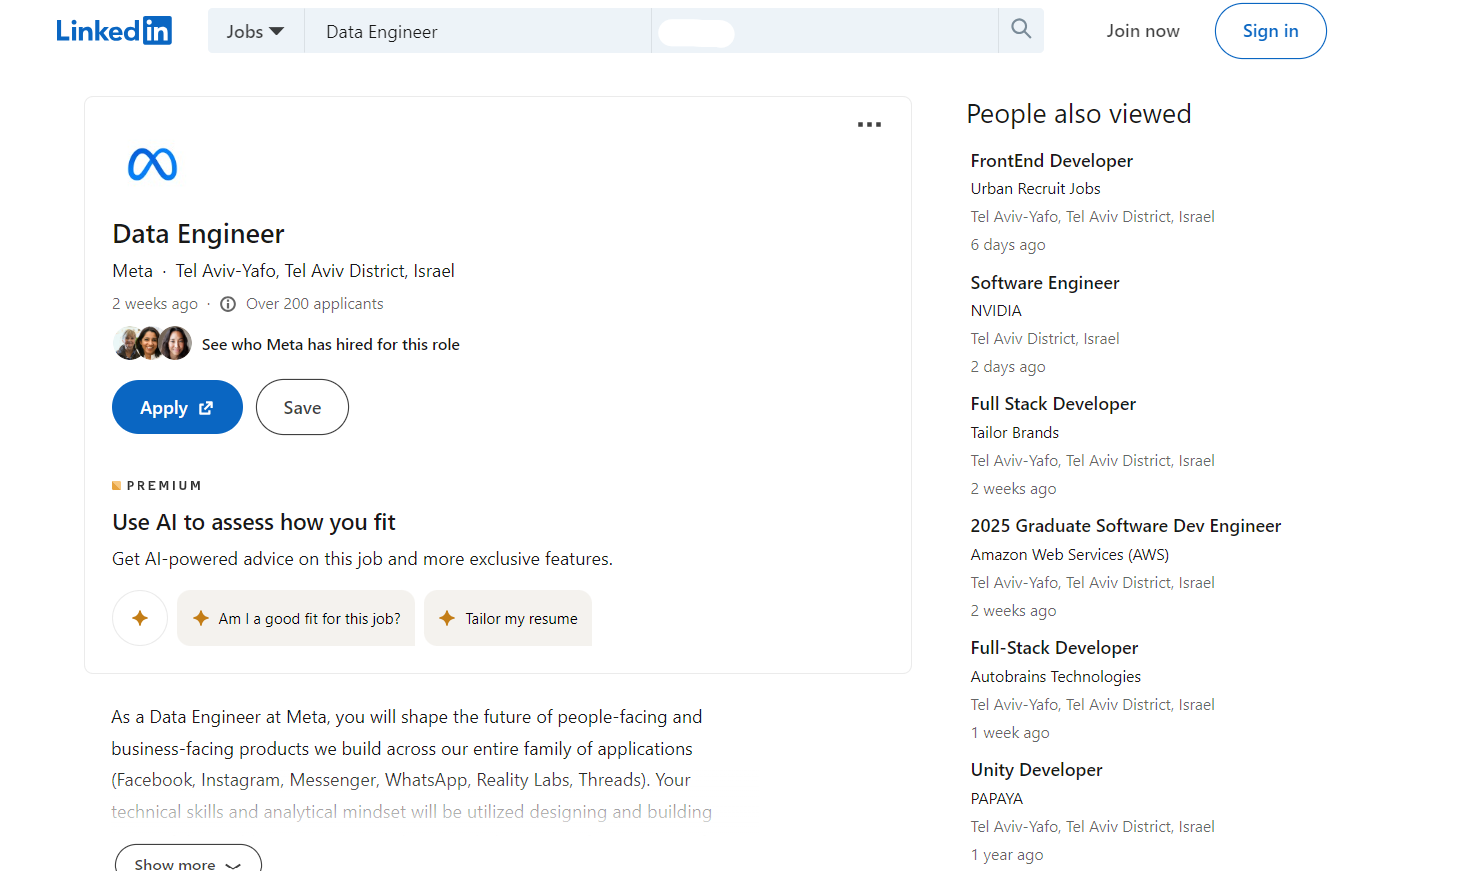 Linkedin
Jobs
Data Engineer
Join now
Sign in
Data Engineer
Meta · Tel Aviv-Yafo, Tel Aviv District, Israel
2 weeks ago · Over 200 applicants
See who Meta has hired for this role
Apply
Save
PREMIUM
Use AI to assess how you fit
Get AI-powered advice on this job and more exclusive features.
Am I a good fit for this job?
Tailor my resume
As a Data Engineer at Meta, you will shape the future of people-facing and
business-facing products we build across our entire family of applications
(Facebook, Instagram, Messenger, WhatsApp, Reality Labs, Threads). Your
technical skills and analytical mindset will be utilized designing and building
Show more
People also viewed
FrontEnd Developer
Urban Recruit Jobs
Tel Aviv-Yafo, Tel Aviv District, Israel
6 days ago
Software Engineer
NVIDIA
Tel Aviv District, Israel
2 days ago
Full Stack Developer
Tailor Brands
Tel Aviv-Yafo, Tel Aviv District, Israel
2 weeks ago
2025 Graduate Software Dev Engineer
Amazon Web Services (AWS)
Tel Aviv-Yafo, Tel Aviv District, Israel
2 weeks ago
Full-Stack Developer
Autobrains Technologies
Tel Aviv-Yafo, Tel Aviv District, Israel
1 week ago
Unity Developer
PAPAYA
Tel Aviv-Yafo, Tel Aviv District, Israel
1 year ago